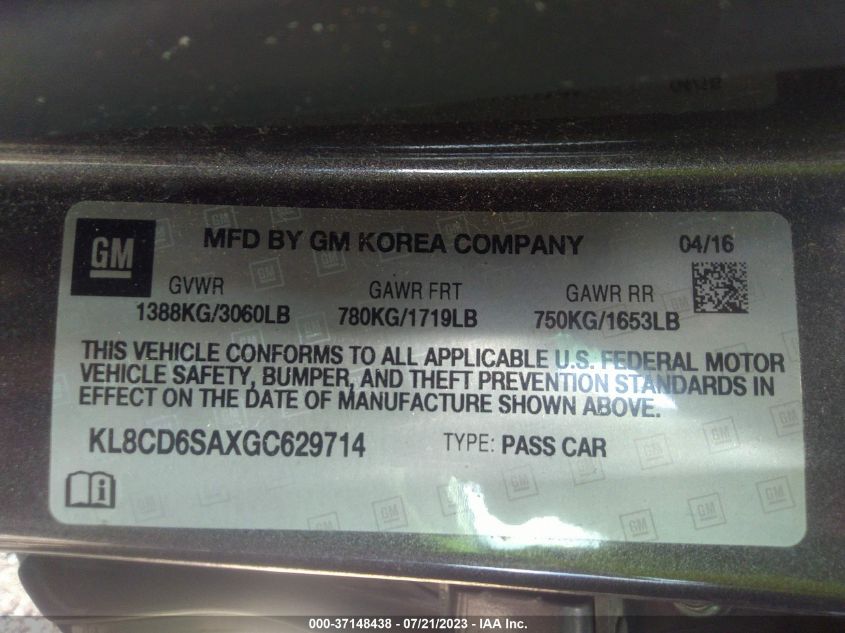 GM
MFD BY GM KOREA COMPANY
04/16
GVWR
GAWR FRT
GAWR RR
1388KG/3060LB
780KG/1719LB
750KG/1653LB
THIS VEHICLE CONFORMS TO ALL APPLICABLE U.S. FEDERAL MOTOR
VEHICLE SAFETY, BUMPER, AND THEFT PREVENTION STANDARDS IN
EFFECT ON THE DATE OF MANUFACTURE SHOWN ABOVE.
KL8CD6SAXGC629714
TYPE: PASS CAR
000-37148438 - 07/21/2023 - IAA Inc.